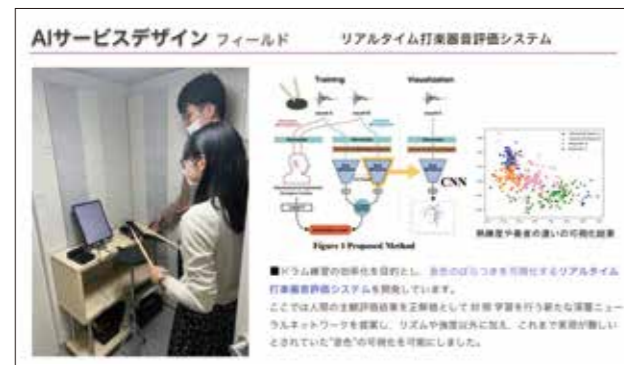 AIサービスデザイン フィールド
リアルタイム打楽器音評価システム
Training
Visualization
CNN
Figure 1 Proposed Method
熟練度や奏者の違いの可視化結果
■ドラム練習の効率化を目的とし、音色のばらつきを可視化するリアルタイム
打楽器音評価システムを開発しています。
ここでは人間の主観評価結果を正解値として対照学習を行う新たな深層ニュー
ラルネットワークを提案し、リズムや強度以外に加え、これまで実現が難しい
とされていた“音色”の可視化を可能にしました。